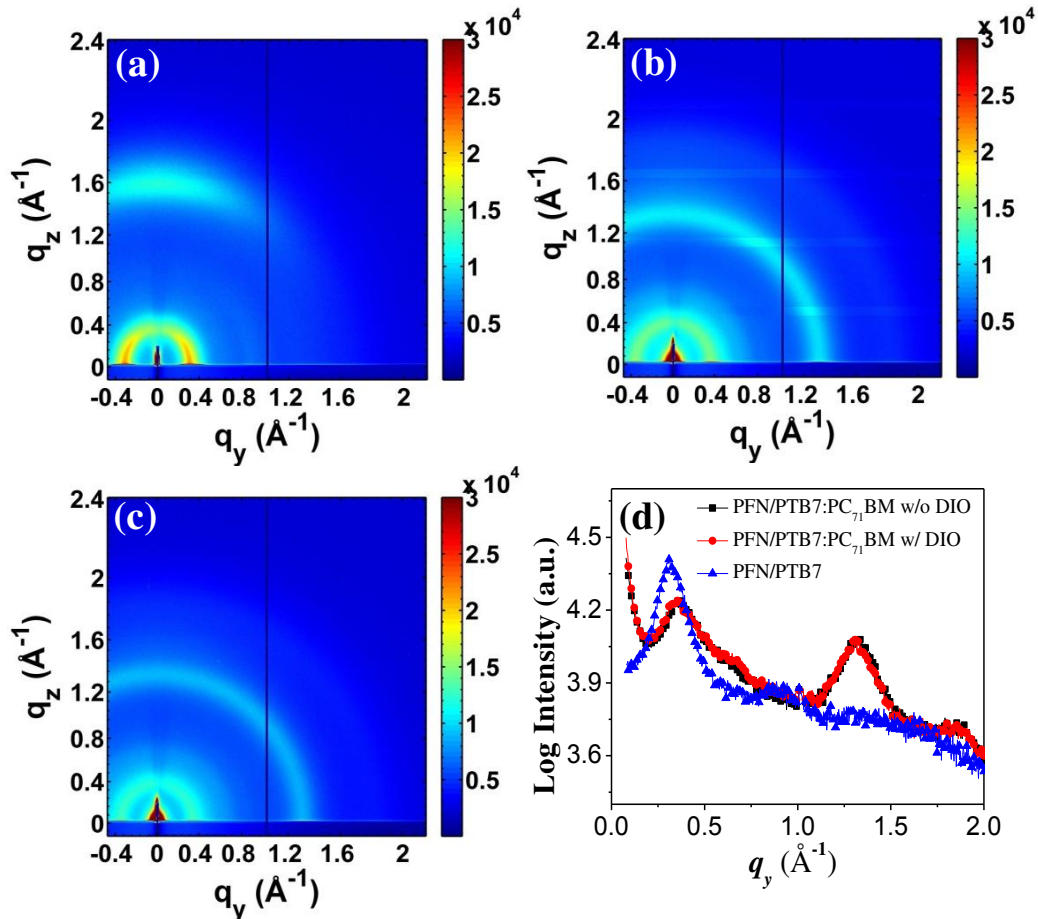 (a)
x 10⁴
2.4
2
1.6
1.2
0.8
0.4
0
q_z (Å⁻¹)
-0.4 0 0.4 0.8 1.2 1.6 2
q_y (Å⁻¹)
3
2.5
2
1.5
1
0.5
(b)
x 10⁴
2.4
2
1.6
1.2
0.8
0.4
0
q_z (Å⁻¹)
-0.4 0 0.4 0.8 1.2 1.6 2
q_y (Å⁻¹)
3
2.5
2
1.5
1
0.5
(c)
x 10⁴
2.4
2
1.6
1.2
0.8
0.4
0
q_z (Å⁻¹)
-0.4 0 0.4 0.8 1.2 1.6 2
q_y (Å⁻¹)
3
2.5
2
1.5
1
0.5
(d)
PFN/PTB7:PC₇₁BM w/o DIO
PFN/PTB7:PC₇₁BM w/ DIO
PFN/PTB7
4.5
4.2
3.9
3.6
Log Intensity (a.u.)
0.0 0.5 1.0 1.5 2.0
q_y (Å⁻¹)